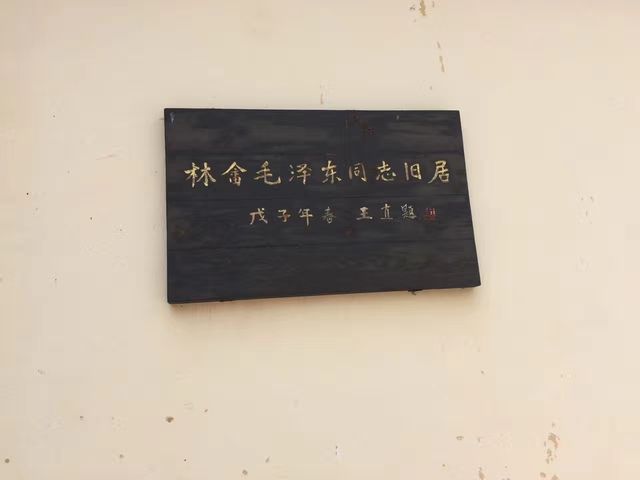 林畲毛泽东同志旧居
戊子年春 王直题